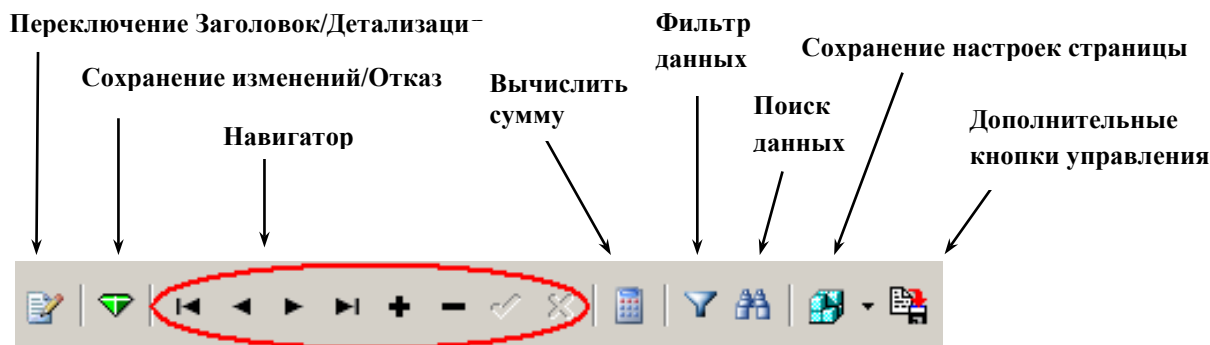 Переключение Заголовок/Детализаци
Сохранение изменений/Отказ
Навигатор
Вычислить
сумму
Фильтр
данных
Поиск
данных
Сохранение настроек страницы
Дополнительные
кнопки управления